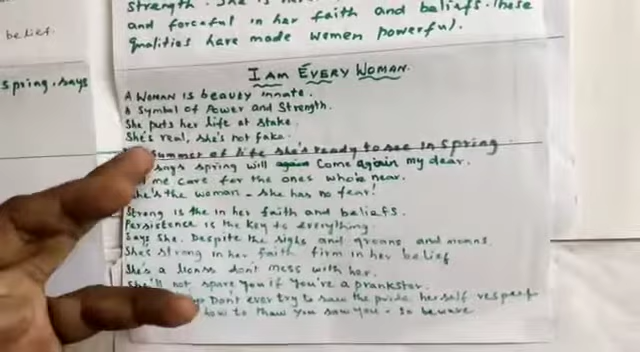 strength. She is
and forceful in her faith and beliefs. These
qualities have made women powerful.
belief.
spring, says
I AM EVERY WOMAN.
A WOMAN IS beauty innate.
A Symbol of Power and Strength.
She puts her life at stake.
She's real, she's not fake.
Summer of life she's ready to see in spring
says spring will again come again my dear.
me care for the ones who're near.
she's the woman - she has no fear!
Strong is the in her faith and beliefs.
Persistence is the key to everything.
Says She. Despite the sighs and groans and moans.
She's strong in her faith firm in her belief
She's a lioness don't mess with her.
She'll not spare you if you're a prankster.
Dont ever try to saw the pride, her self respect
how to thaw you saw you - so beware